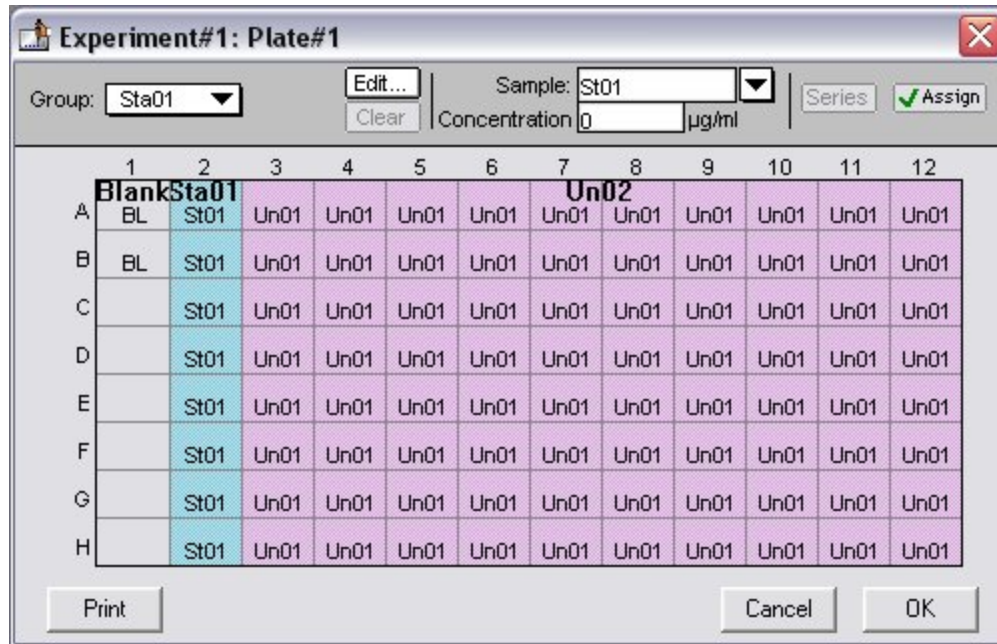 Experiment#1: Plate#1
Group: Sta01 Edit... Sample: St01 Series Assign
Clear Concentration 0 µg/ml
1 2 3 4 5 6 7 8 9 10 11 12
Blank Sta01 Un02
A BL St01 Un01 Un01 Un01 Un01 Un01 Un01 Un01 Un01 Un01 Un01
B BL St01 Un01 Un01 Un01 Un01 Un01 Un01 Un01 Un01 Un01 Un01
C St01 Un01 Un01 Un01 Un01 Un01 Un01 Un01 Un01 Un01 Un01
D St01 Un01 Un01 Un01 Un01 Un01 Un01 Un01 Un01 Un01 Un01
E St01 Un01 Un01 Un01 Un01 Un01 Un01 Un01 Un01 Un01 Un01
F St01 Un01 Un01 Un01 Un01 Un01 Un01 Un01 Un01 Un01 Un01
G St01 Un01 Un01 Un01 Un01 Un01 Un01 Un01 Un01 Un01 Un01
H St01 Un01 Un01 Un01 Un01 Un01 Un01 Un01 Un01 Un01 Un01
Print Cancel OK